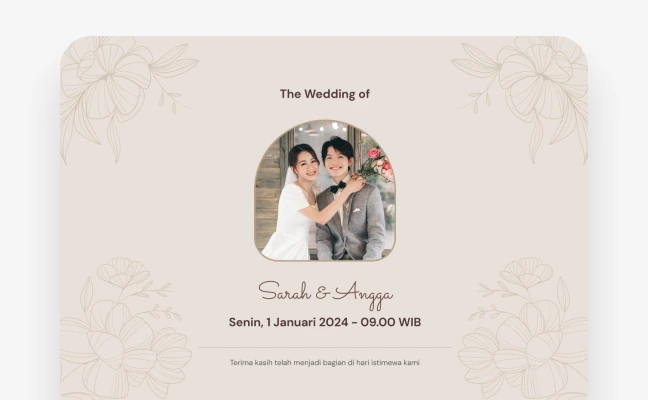 The Wedding of
Sarah & Angga
Senin, 1 Januari 2024 - 09.00 WIB
Terima kasih telah menjadi bagian di hari istimewa kami